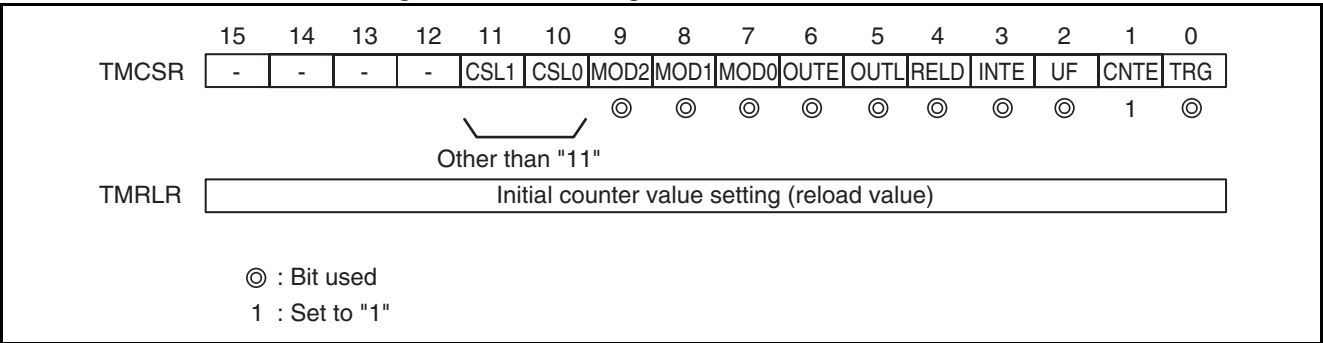 15 14 13 12 11 10 9 8 7 6 5 4 3 2 1 0
TMCSR - - - - CSL1 CSL0 MOD2 MOD1 MOD0 OUTE OUTL RELD INTE UF CNTE TRG
◎ ◎ ◎ ◎ ◎ ◎ ◎ ◎ 1 ◎
Other than "11"
TMRLR Initial counter value setting (reload value)
◎ : Bit used
1 : Set to "1"